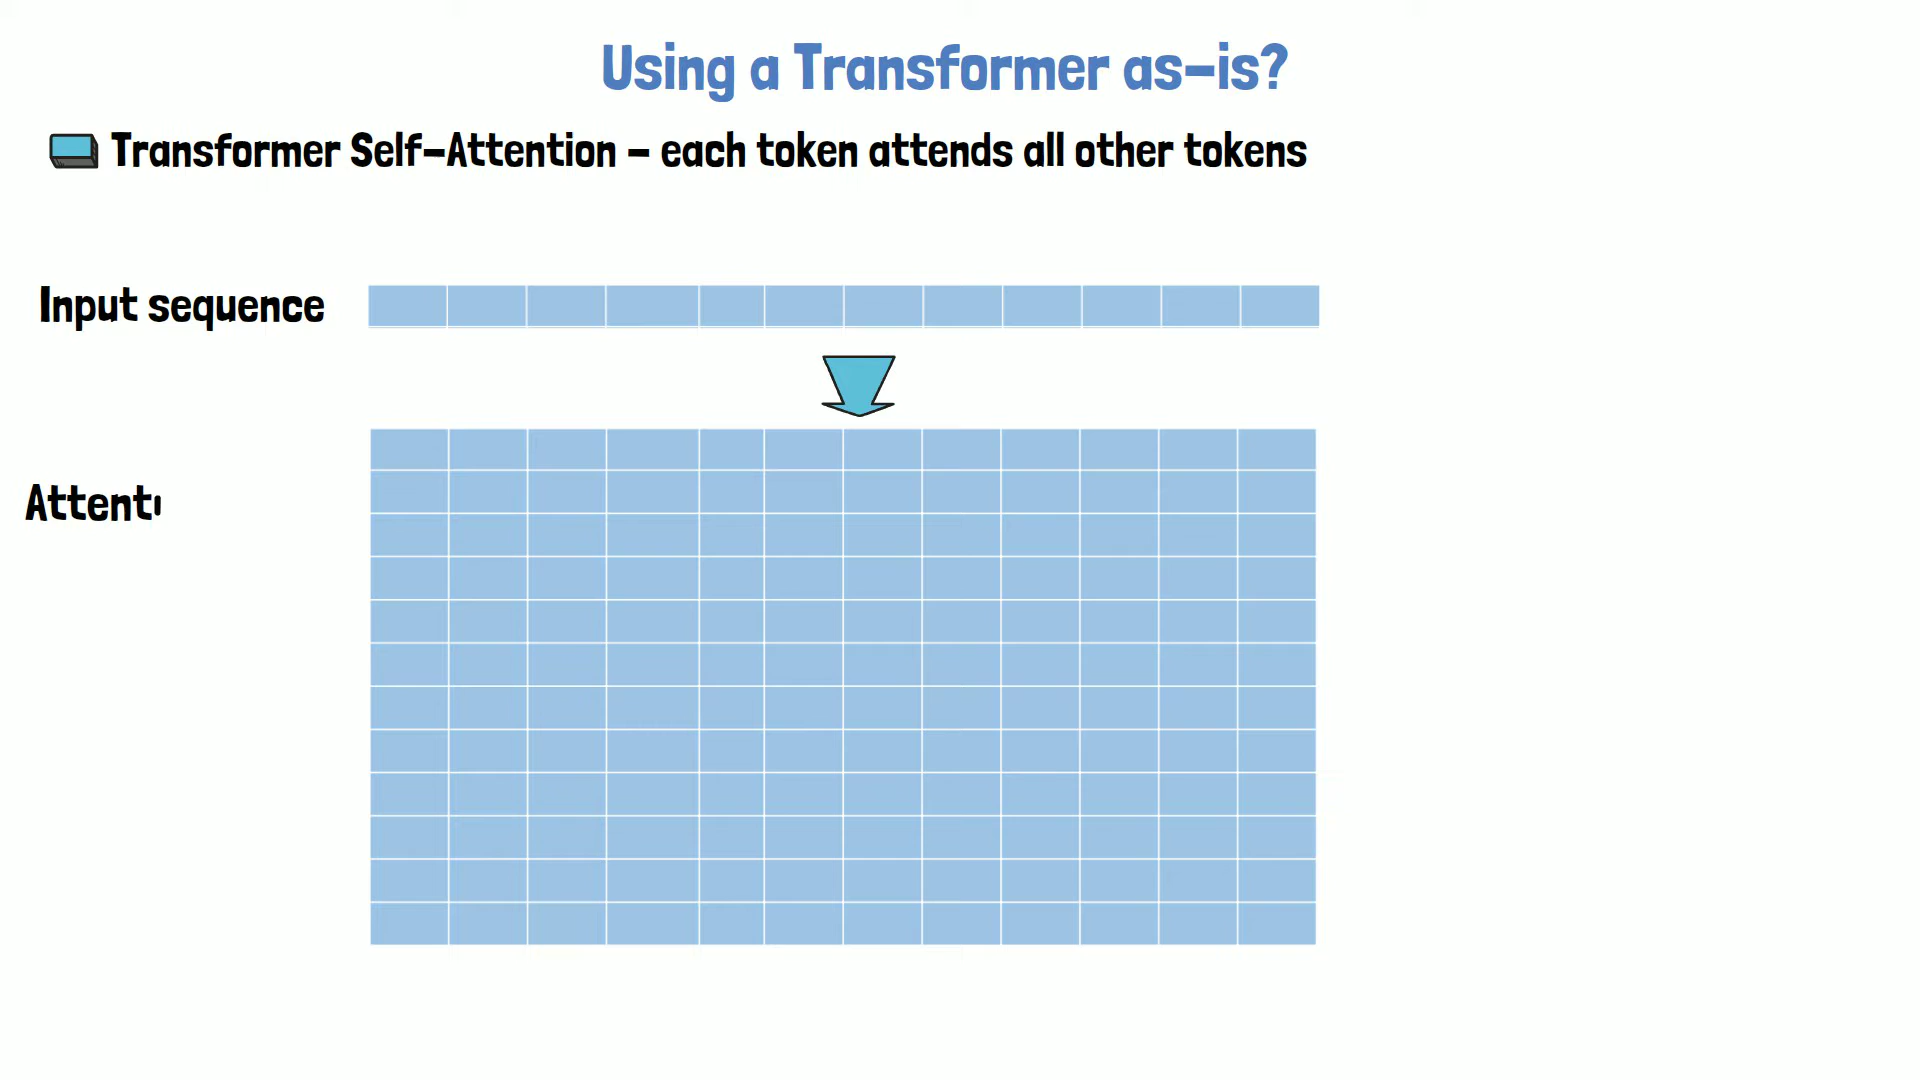 Using a Transformer as-is?
Transformer Self-Attention - each token attends all other tokens
Input sequence
Attent